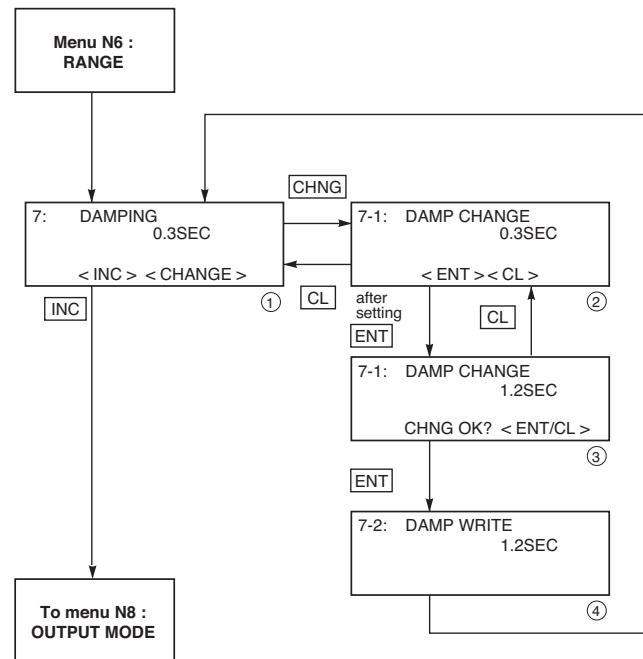 Menu N6 :
RANGE
CHNG
7: DAMPING
0.3SEC
< INC > < CHANGE >
①
7-1: DAMP CHANGE
0.3SEC
< ENT >< CL >
②
INC
CL
after
setting
ENT
CL
7-1: DAMP CHANGE
1.2SEC
CHNG OK? < ENT/CL >
③
ENT
7-2: DAMP WRITE
1.2SEC
④
To menu N8 :
OUTPUT MODE